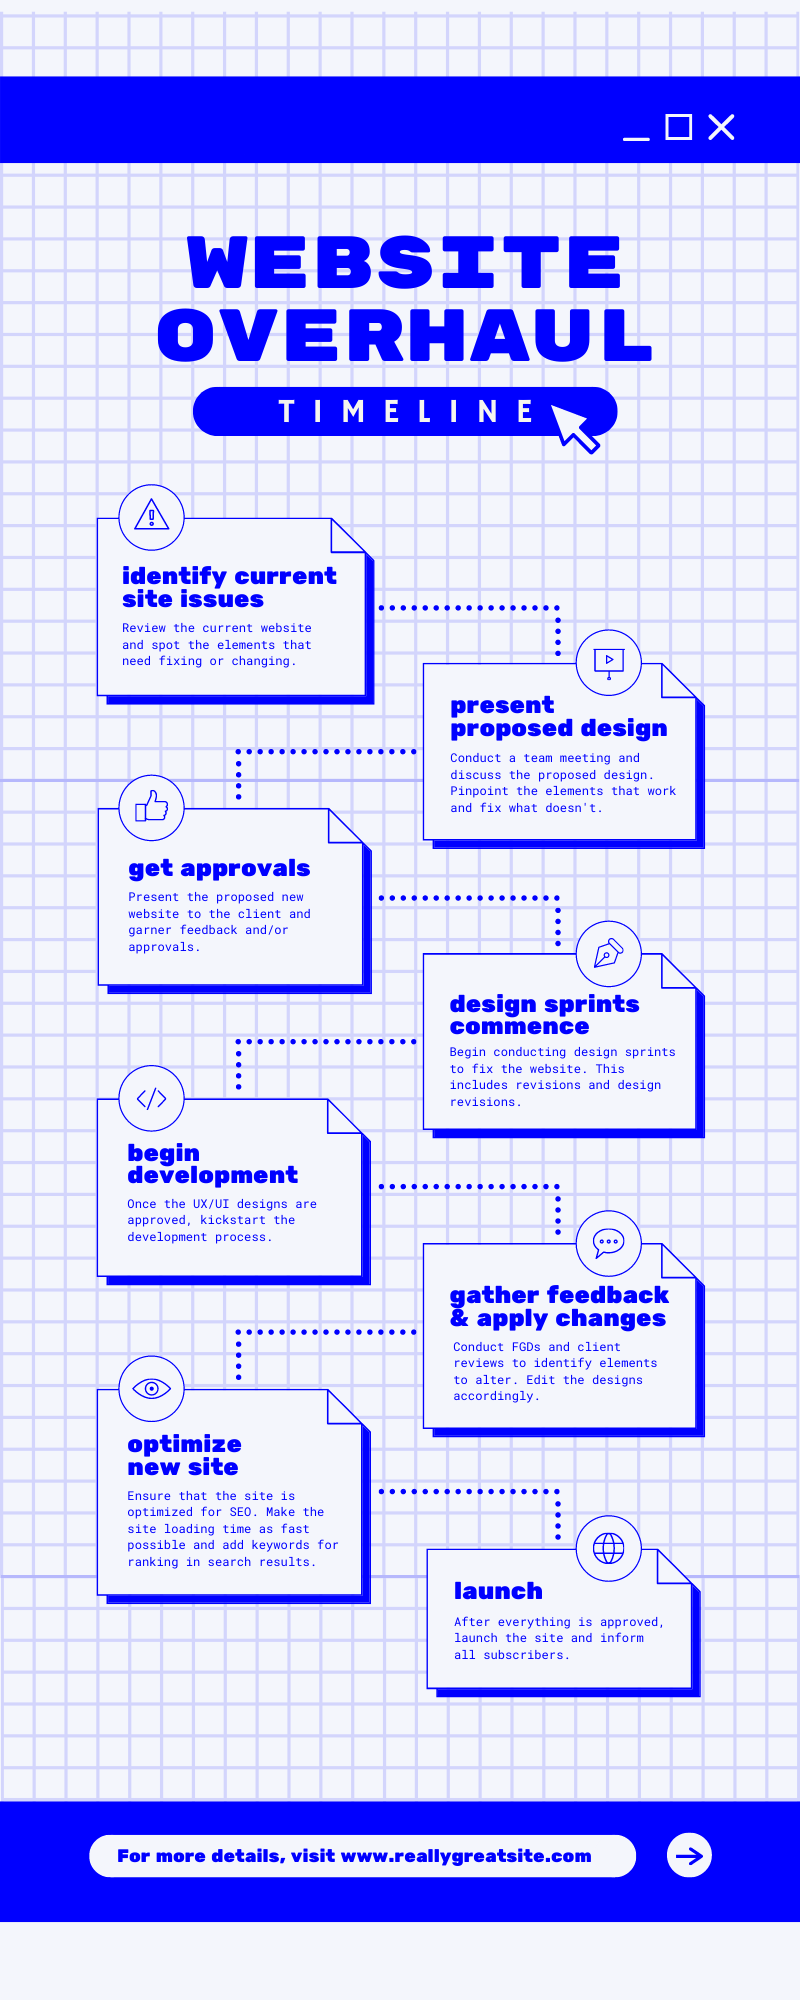 WEBSITE
OVERHAUL
TIMELINE
identify current
site issues
Review the current website
and spot the elements that
need fixing or changing.
present
proposed design
Conduct a team meeting and
discuss the proposed design.
Pinpoint the elements that work
and fix what doesn't.
get approvals
Present the proposed new
website to the client and
garner feedback and/or
approvals.
design sprints
commence
Begin conducting design sprints
to fix the website. This
includes revisions and design
revisions.
begin
development
Once the UX/UI designs are
approved, kickstart the
development process.
gather feedback
& apply changes
Conduct FGDs and client
reviews to identify elements
to alter. Edit the designs
accordingly.
optimize
new site
Ensure that the site is
optimized for SEO. Make the
site loading time as fast
possible and add keywords for
ranking in search results.
launch
After everything is approved,
launch the site and inform
all subscribers.
For more details, visit www.reallygreatsite.com